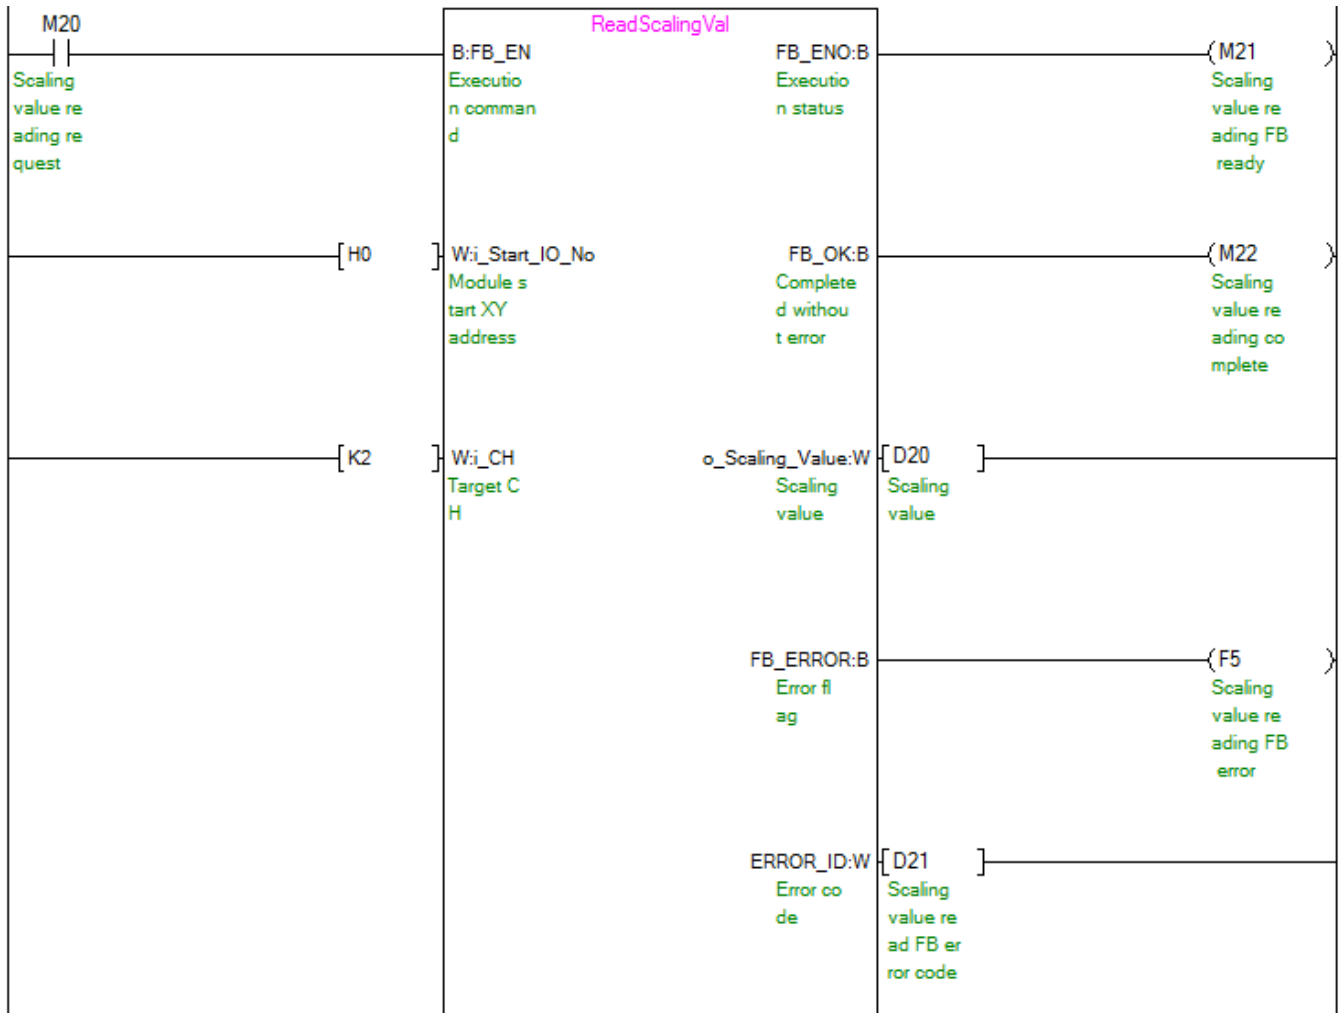 M20
Scaling
value re
ading re
quest
ReadScalingVal
B:FB_EN
Executio
n comman
d
FB_ENO:B
Executio
n status
M21
Scaling
value re
ading FB
ready
H0
W:i_Start_IO_No
Module s
tart XY
address
FB_OK:B
Complete
d withou
t error
M22
Scaling
value re
ading co
mplete
K2
W:i_CH
Target C
H
o_Scaling_Value:W
Scaling
value
D20
Scaling
value
FB_ERROR:B
Error fl
ag
F5
Scaling
value re
ading FB
error
ERROR_ID:W
Error co
de
D21
Scaling
value re
ad FB er
ror code